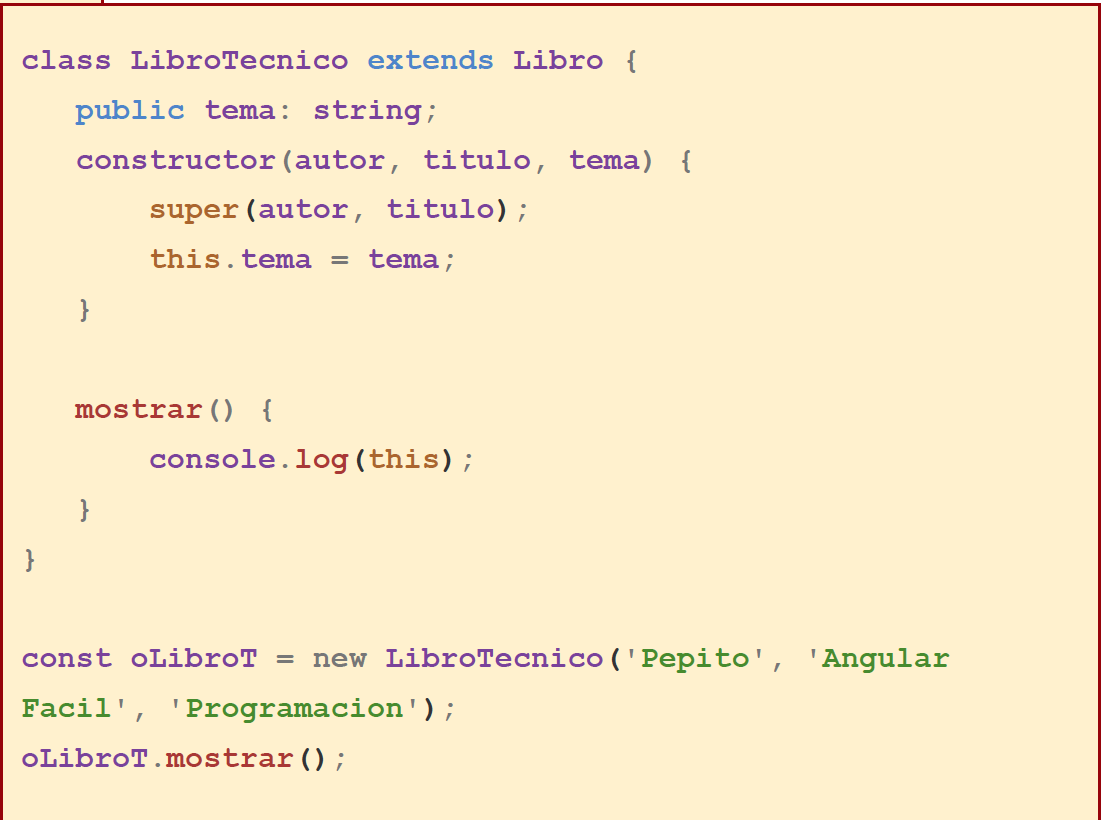 class LibroTecnico extends Libro {
   public tema: string;
   constructor(autor, titulo, tema) {
       super(autor, titulo);
       this.tema = tema;
   }

   mostrar() {
       console.log(this);
   }
}

const oLibroT = new LibroTecnico('Pepito', 'Angular
Facil', 'Programacion');
oLibroT.mostrar();